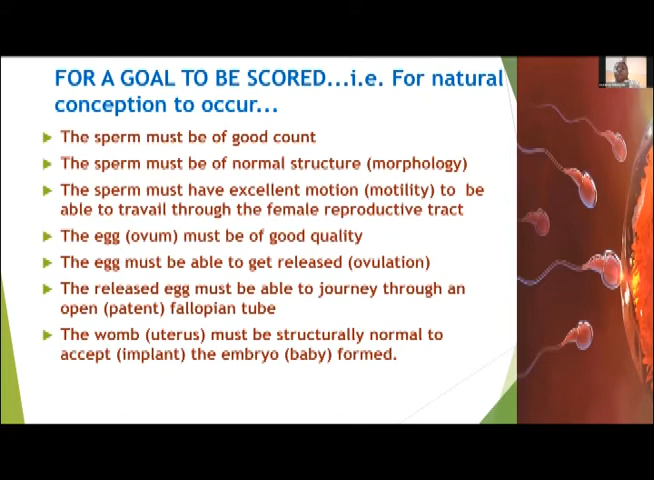 FOR A GOAL TO BE SCORED...i.e. For natural
conception to occur...
The sperm must be of good count
The sperm must be of normal structure (morphology)
The sperm must have excellent motion (motility) to be
able to travail through the female reproductive tract
The egg (ovum) must be of good quality
The egg must be able to get released (ovulation)
The released egg must be able to journey through an
open (patent) fallopian tube
The womb (uterus) must be structurally normal to
accept (implant) the embryo (baby) formed.